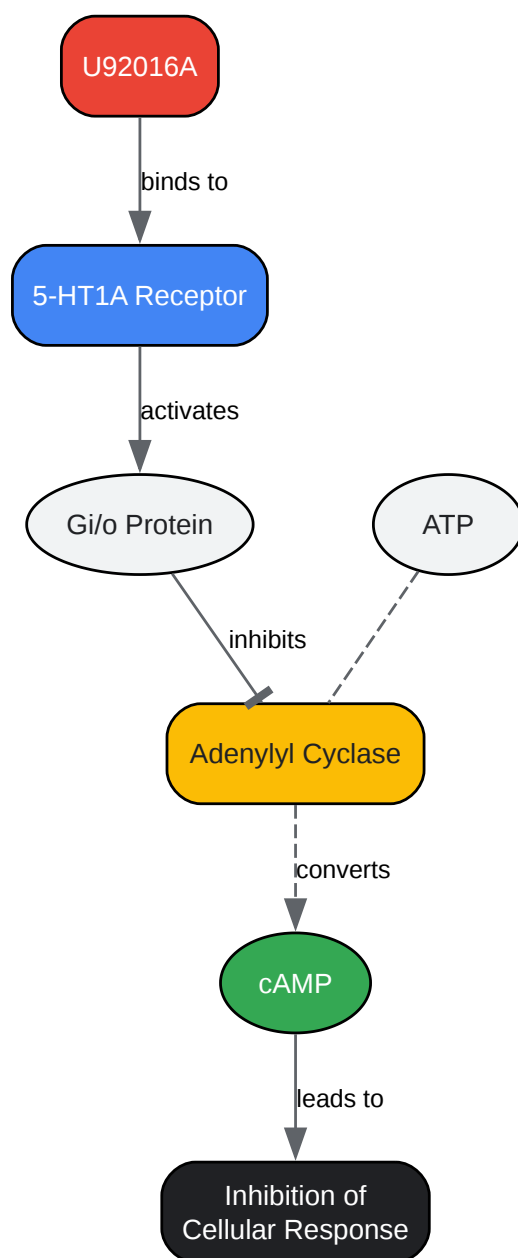 U92016A
binds to
5-HT1A Receptor
activates
Gi/o Protein
ATP
inhibits
Adenylyl Cyclase
converts
cAMP
leads to
Inhibition of
Cellular Response